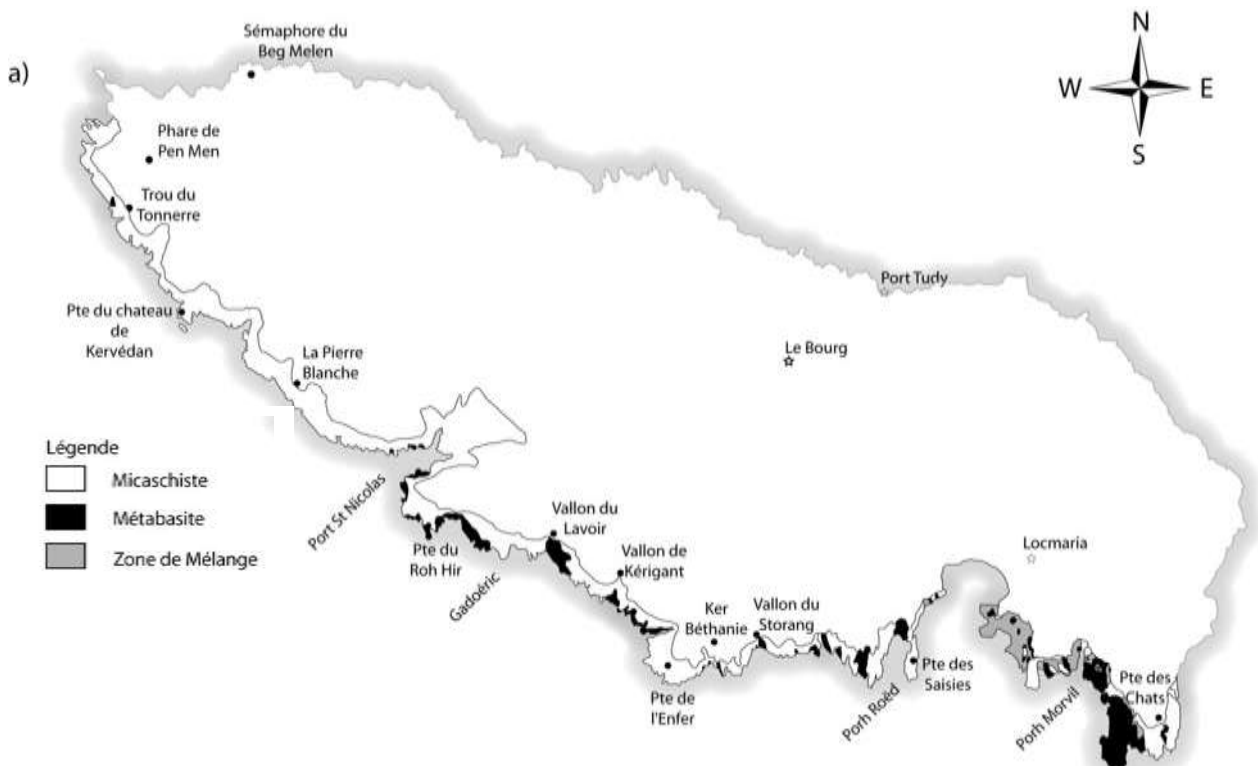 a)
Sémaphore du
Beg Melen
N
W
E
S
Phare de
Pen Men
Trou du
Tonnerre
Port Tudy
Pte du chateau
de
Kervédan
Le Bourg
La Pierre
Blanche
Légende
Micaschiste
Métabasite
Zone de Mélange
Port St Nicolas
Pte du
Roh Hir
Gadoéric
Vallon du
Lavoir
Vallon de
Kérigant
Ker
Béthanie
Vallon du
Storang
Pte de
l'Enfer
Porh Roëd
Pte des
Saisies
Locmaria
Porh Morvil
Pte des
Chats